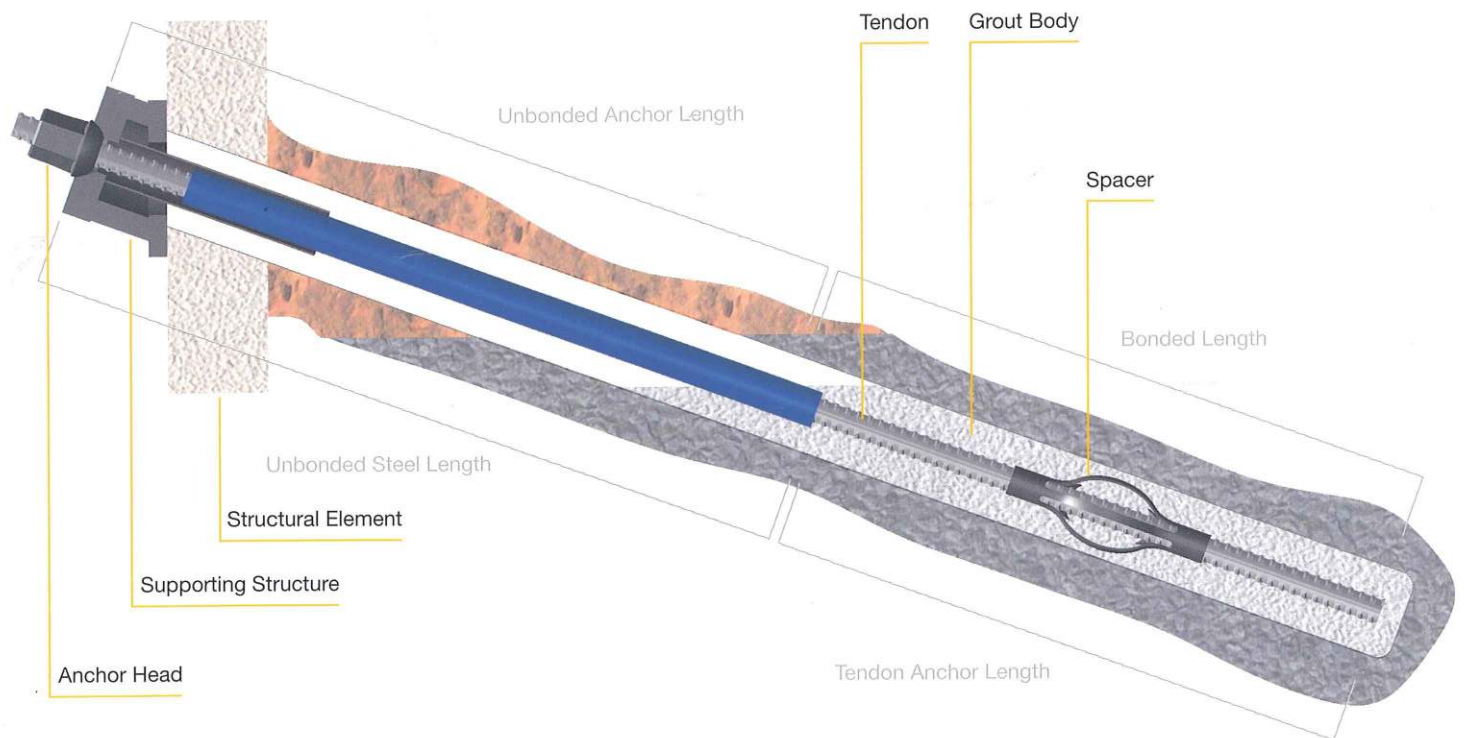 Tendon
Grout Body
Unbonded Anchor Length
Spacer
Bonded Length
Unbonded Steel Length
Structural Element
Supporting Structure
Anchor Head
Tendon Anchor Length